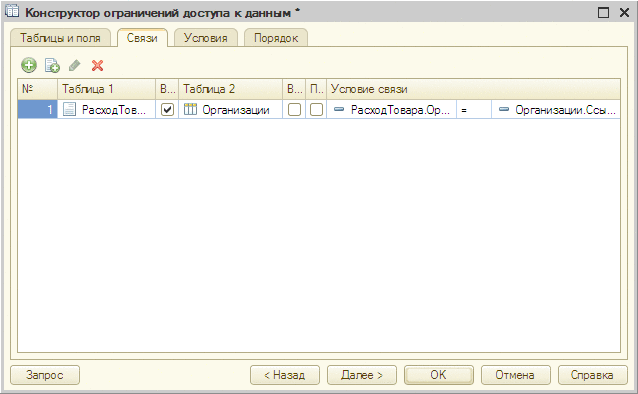 Конструктор ограничений доступа к данным *
Таблицы и поля Связи Условия Порядок
№ Таблица 1 В... Таблица 2 В... П... Условие связи
1 РасходТов... Организации РасходТовара.Ор... = Организации.Ссы...
Запрос < Назад Далее > OK Отмена Справка